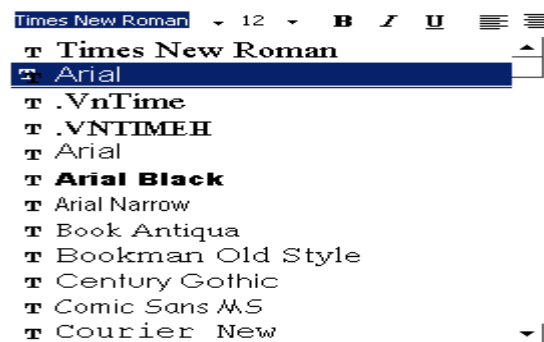 Times New Roman 12 B I U
Times New Roman
Arial
.VnTime
.VNTIMEH
Arial
Arial Black
Arial Narrow
Book Antiqua
Bookman Old Style
Century Gothic
Comic Sans MS
Courier New